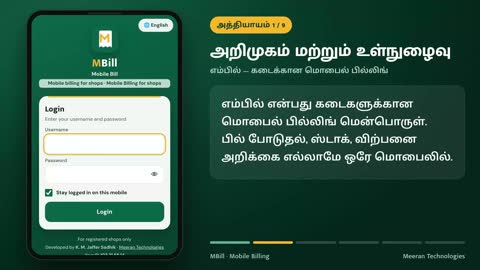 🌐 English
MBill
Mobile Bill
Mobile billing for shops · Mobile Billing for shops
Login
Enter your username and password
Username
Password
Stay logged in on this mobile
Login
For registered shops only
Developed by K. M. Jaffer Sadhik · Meeran Technologies
அத்தியாயம் 1 / 9
அறிமுகம் மற்றும் உள்நுழைவு
எம்பில் — கடைக்கான மொபைல் பில்லிங்
எம்பில் என்பது கடைகளுக்கான
மொபைல் பில்லிங் மென்பொருள்.
பில் போடுதல், ஸ்டாக், விற்பனை
அறிக்கை எல்லாமே ஒரே மொபைலில்.
MBill · Mobile Billing
Meeran Technologies